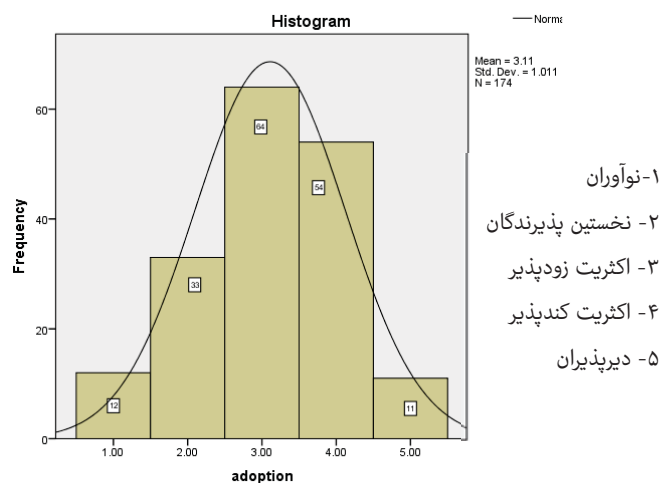 Histogram
— Norma
Mean = 3.11
Std. Dev. = 1.011
N = 174
Frequency
60
40
20
0
12
33
64
54
11
1.00 2.00 3.00 4.00 5.00
adoption
۱-نوآوران
۲- نخستین پذیرندگان
۳- اکثریت زودپذیر
۴- اکثریت کندپذیر
۵- دیرپذیران